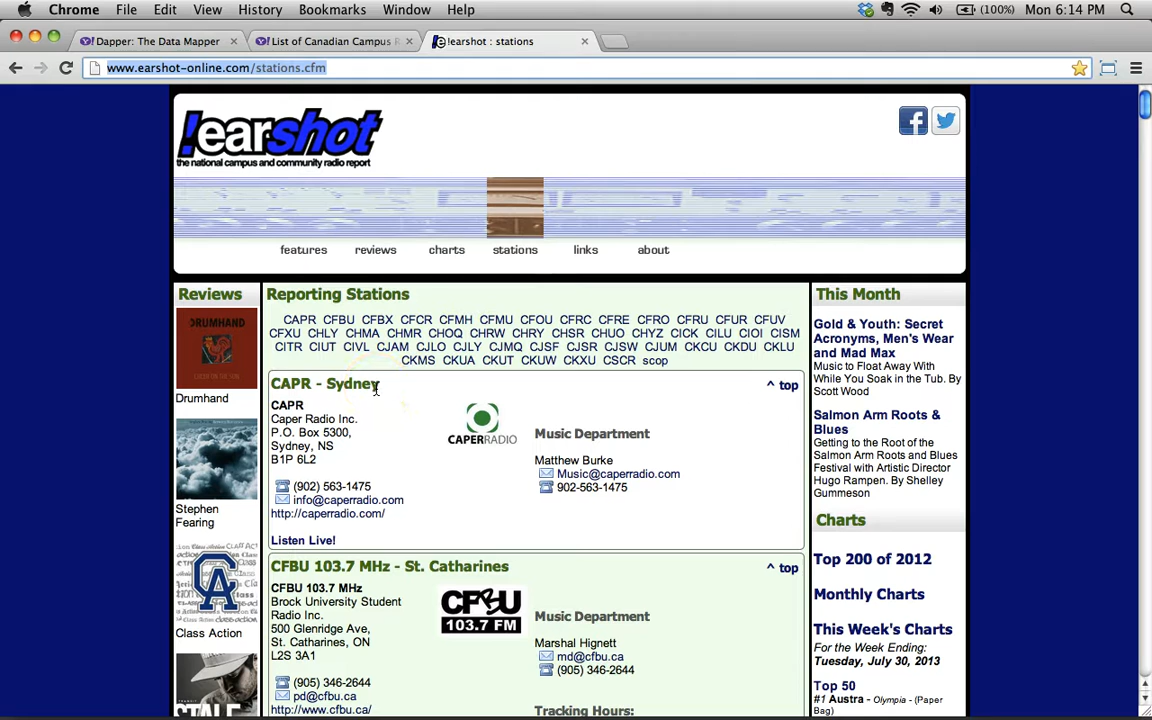 Chrome File Edit View History Bookmarks Window Help
(100%) Mon 6:14 PM
Dapper: The Data Mapper
List of Canadian Campus R
!earshot : stations
www.earshot-online.com/stations.cfm
!earshot
the national campus and community radio report
features reviews charts stations links about
Reviews
DRUMHAND
Drumhand
Stephen
Fearing
CA
Class Action
Reporting Stations
CAPR CFBU CFBX CFCR CFMH CFMU CFOU CFRC CFRE CFRO CFRU CFUR CFUV
CFXU CHLY CHMA CHMR CHOQ CHRW CHRY CHSR CHUO CHYZ CICK CILU CIOI CISM
CITR CIUT CIVL CJAM CJLO CJLY CJMQ CJSF CJSR CJSW CJUM CKCU CKDU CKLU
CKMS CKUA CKUT CKUW CKXU CSCR scop
CAPR - Sydney
^ top
CAPR
Caper Radio Inc.
P.O. Box 5300,
Sydney, NS
B1P 6L2
(902) 563-1475
info@caperradio.com
http://caperradio.com/
Listen Live!
CAPERRADIO
Music Department
Matthew Burke
Music@caperradio.com
902-563-1475
CFBU 103.7 MHz - St. Catharines
^ top
CFBU 103.7 MHz
Brock University Student
Radio Inc.
500 Glenridge Ave,
St. Catharines, ON
L2S 3A1
(905) 346-2644
pd@cfbu.ca
http://www.cfbu.ca/
CFBU
103.7 FM
Music Department
Marshal Hignett
md@cfbu.ca
(905) 346-2644
Tracking Hours:
This Month
Gold & Youth: Secret
Acronyms, Men's Wear
and Mad Max
Music to Float Away With
While You Soak in the Tub. By
Scott Wood
Salmon Arm Roots &
Blues
Getting to the Root of the
Salmon Arm Roots and Blues
Festival with Artistic Director
Hugo Rampen. By Shelley
Gummeson
Charts
Top 200 of 2012
Monthly Charts
This Week's Charts
For the Week Ending:
Tuesday, July 30, 2013
Top 50
#1 Austra - Olympia - (Paper
Bag)